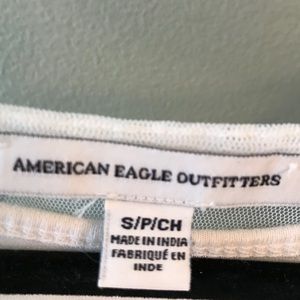 AMERICAN EAGLE OUTFITTERS
S/P/CH
MADE IN INDIA
FABRIQUÉ EN
INDE